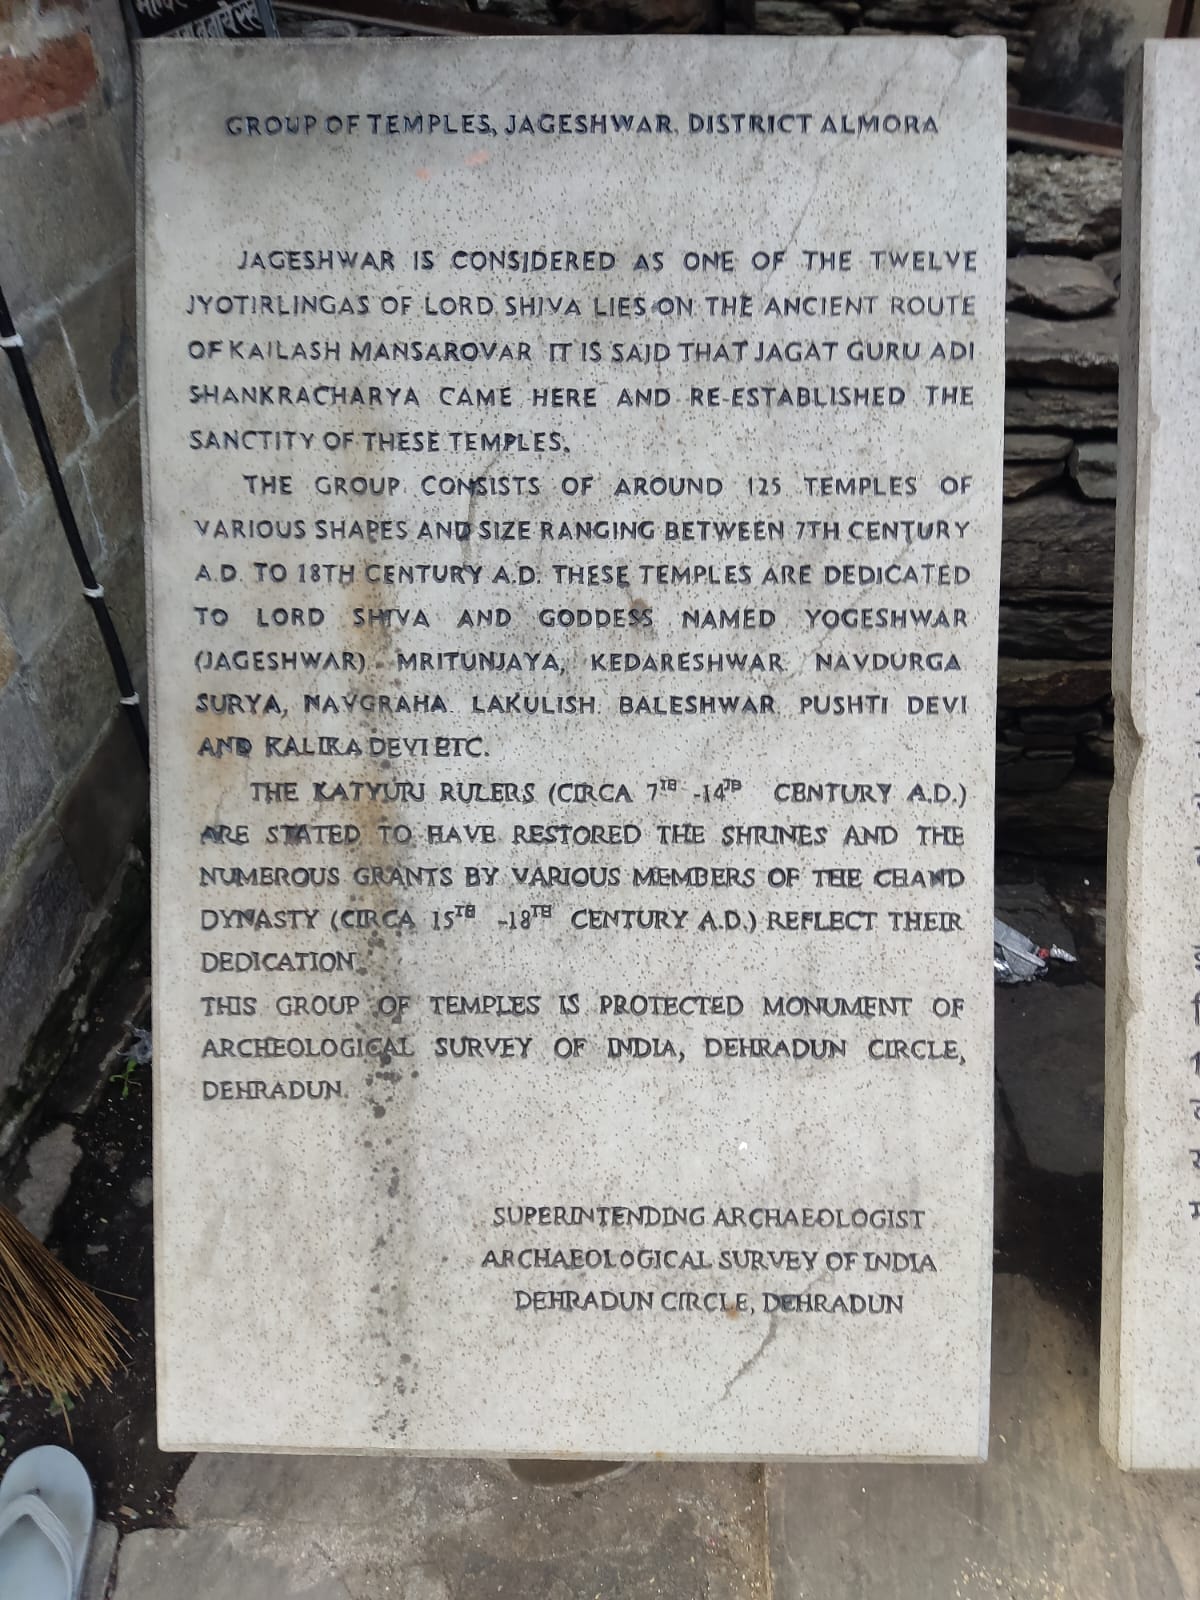 GROUP OF TEMPLES, JAGESHWAR, DISTRICT ALMORA
JAGESHWAR IS CONSIDERED AS ONE OF THE TWELVE
JYOTIRLINGAS OF LORD SHIVA LIES ON THE ANCIENT ROUTE
OF KAILASH MANSAROVAR IT IS SAID THAT JAGAT GURU ADI
SHANKRACHARYA CAME HERE AND RE-ESTABLISHED THE
SANCTITY OF THESE TEMPLES.
THE GROUP CONSISTS OF AROUND 125 TEMPLES OF
VARIOUS SHAPES AND SIZE RANGING BETWEEN 7TH CENTURY
A.D. TO 18TH CENTURY A.D. THESE TEMPLES ARE DEDICATED
TO LORD SHIVA AND GODDESS NAMED YOGESHWAR
(JAGESHWAR), MRITUNJAYA, KEDARESHWAR, NAVDURGA
SURYA, NAVGRAHA, LAKULISH, BALESHWAR, PUSHTI DEVI
AND KALIKA DEVI ETC.
THE KATYURI RULERS (CIRCA 7TH -14TH CENTURY A.D.)
ARE STATED TO HAVE RESTORED THE SHRINES AND THE
NUMEROUS GRANTS BY VARIOUS MEMBERS OF THE CHAND
DYNASTY (CIRCA 15TH -18TH CENTURY A.D.) REFLECT THEIR
DEDICATION.
THIS GROUP OF TEMPLES IS PROTECTED MONUMENT OF
ARCHEOLOGICAL SURVEY OF INDIA, DEHRADUN CIRCLE,
DEHRADUN.
SUPERINTENDING ARCHAEOLOGIST
ARCHAEOLOGICAL SURVEY OF INDIA
DEHRADUN CIRCLE, DEHRADUN